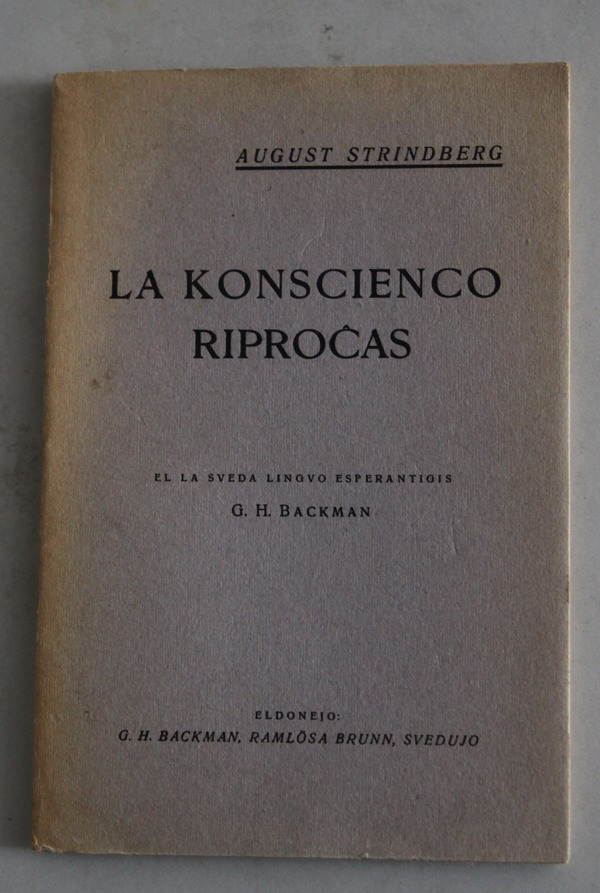 AUGUST STRINDBERG
LA KONSCIENCO
RIPROĈAS
EL LA SVEDA LINGVO ESPERANTIGIS
G. H. BACKMAN
ELDONEJO:
G. H. BACKMAN, RAMLÖSA BRUNN, SVEDUJO